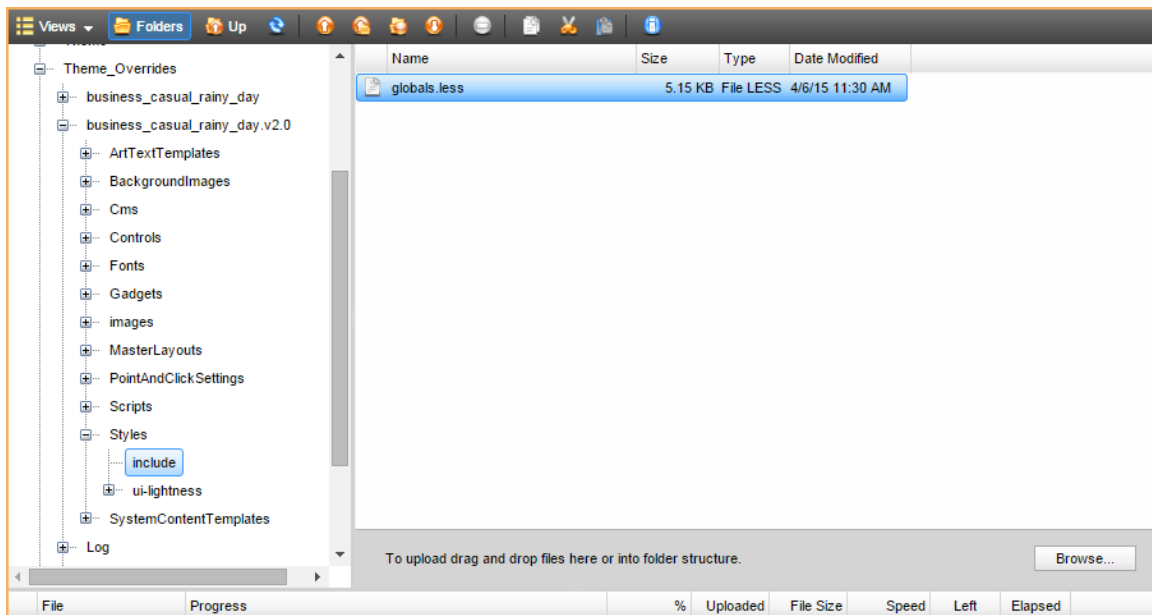 Views Folders Up
Theme_Overrides
business_casual_rainy_day
business_casual_rainy_day.v2.0
ArtTextTemplates
BackgroundImages
Cms
Controls
Fonts
Gadgets
images
MasterLayouts
PointAndClickSettings
Scripts
Styles
include
ui-lightness
SystemContentTemplates
Log
Name Size Type Date Modified
globals.less 5.15 KB File LESS 4/6/15 11:30 AM
To upload drag and drop files here or into folder structure. Browse...
File Progress % Uploaded File Size Speed Left Elapsed